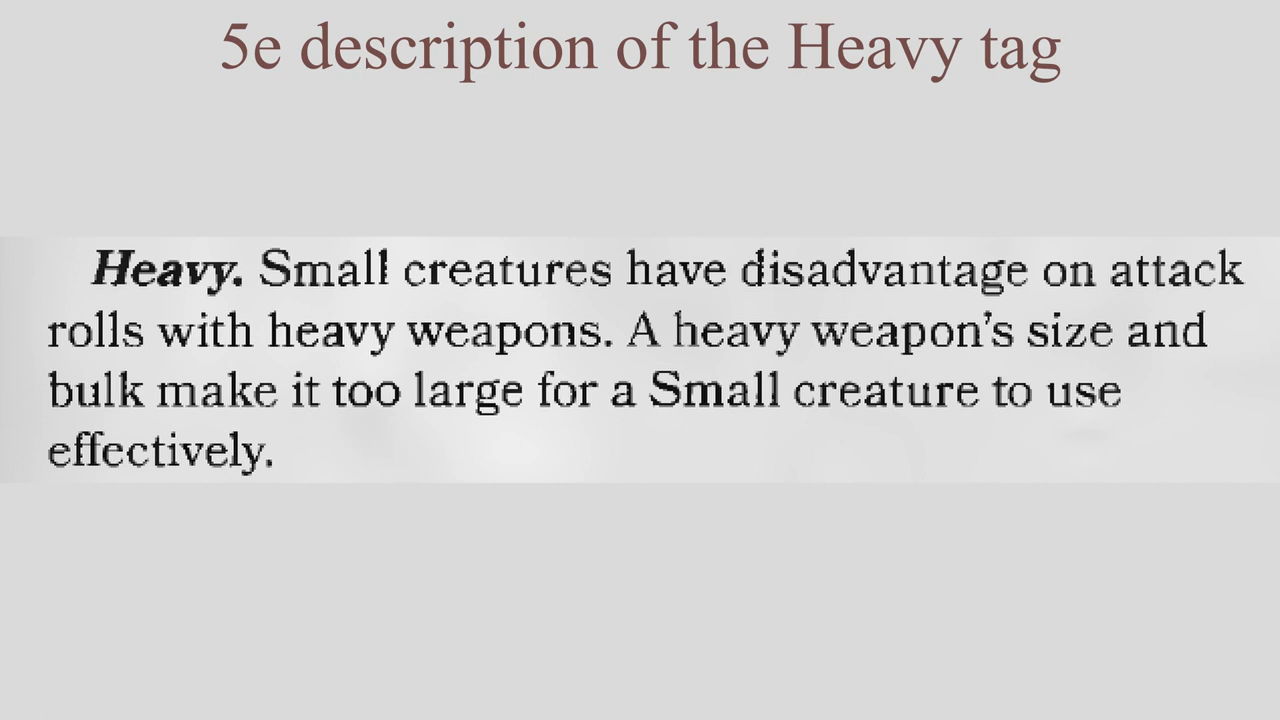 5e description of the Heavy tag
Heavy. Small creatures have disadvantage on attack
rolls with heavy weapons. A heavy weapon's size and
bulk make it too large for a Small creature to use
effectively.